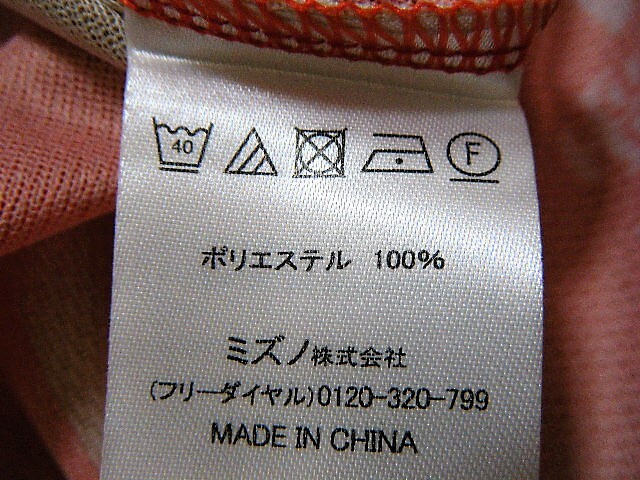 40 F
ポリエステル 100%
ミズノ株式会社
(フリーダイヤル)0120-320-799
MADE IN CHINA